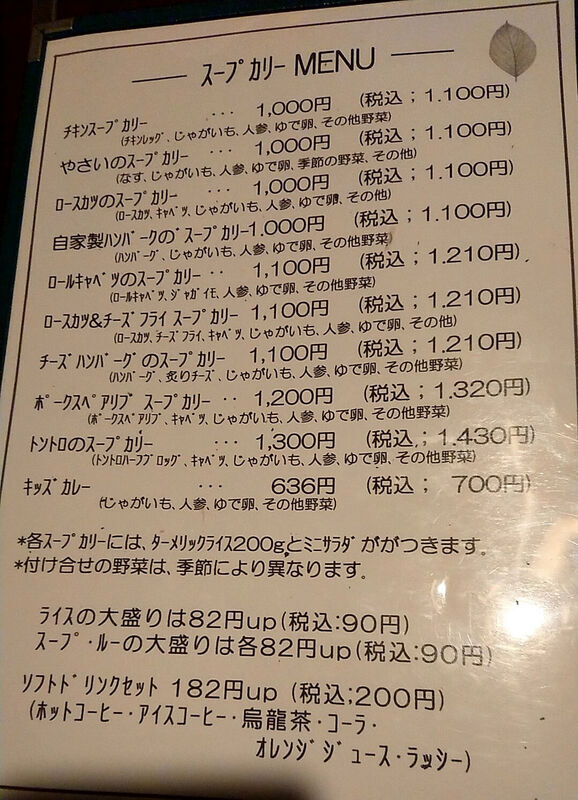 スープカリー MENU
チキンスープカリー ... 1,000円 (税込；1.100円)
(チキンレッグ、じゃがいも、人参、ゆで卵、その他野菜)
やさいのスープカリー ... 1,000円 (税込；1.100円)
(なす、じゃがいも、人参、ゆで卵、季節の野菜、その他)
ロースカツのスープカリー ... 1,000円 (税込；1.100円)
(ロースカツ、キャベツ、じゃがいも、人参、ゆで卵、その他)
自家製ハンバークのスープカリー1.000円 (税込；1.100円)
(ハンバーグ、じゃがいも、人参、ゆで卵、その他野菜)
ロールキャベツのスープカリー ·· 1,100円 (税込；1.210円)
(ロールキャベツ、ジャガイモ、人参、ゆで卵、その他野菜)
ロースカツ&チーズフライ スープカリー 1,100円 (税込；1.210円)
(ロースカツ、チーズフライ、キャベツ、じゃがいも、人参、ゆで卵、その他)
チーズハンバーグのスープカリー 1,100円 (税込；1.210円)
(ハンバーグ、炙りチーズ、じゃがいも、人参、ゆで卵、その他野菜)
ポークスペアリブ スープカリー ·· 1,200円 (税込；1.320円)
(ポークスペアリブ、キャベツ、じゃがいも、人参、ゆで卵、その他野菜)
トントロのスープカリー ... 1,300円 (税込；1.430円)
(トントロハーフブロッグ、キャベツ、じゃがいも、人参、ゆで卵、その他野菜)
キッズカレー ... 636円 (税込； 700円)
(じゃがいも、人参、ゆで卵、その他野菜)
*各スープカリーには、ターメリックライス200gとミニサラダががつきます。
*付け合せの野菜は、季節により異なります。
ライスの大盛りは82円up(税込:90円)
スープ・ルーの大盛りは各82円up(税込:90円)
ソフトドリンクセット 182円up (税込;200円)
(ホットコーヒー・アイスコーヒー・烏龍茶・コーラ・
オレンジジュース・ラッシー)